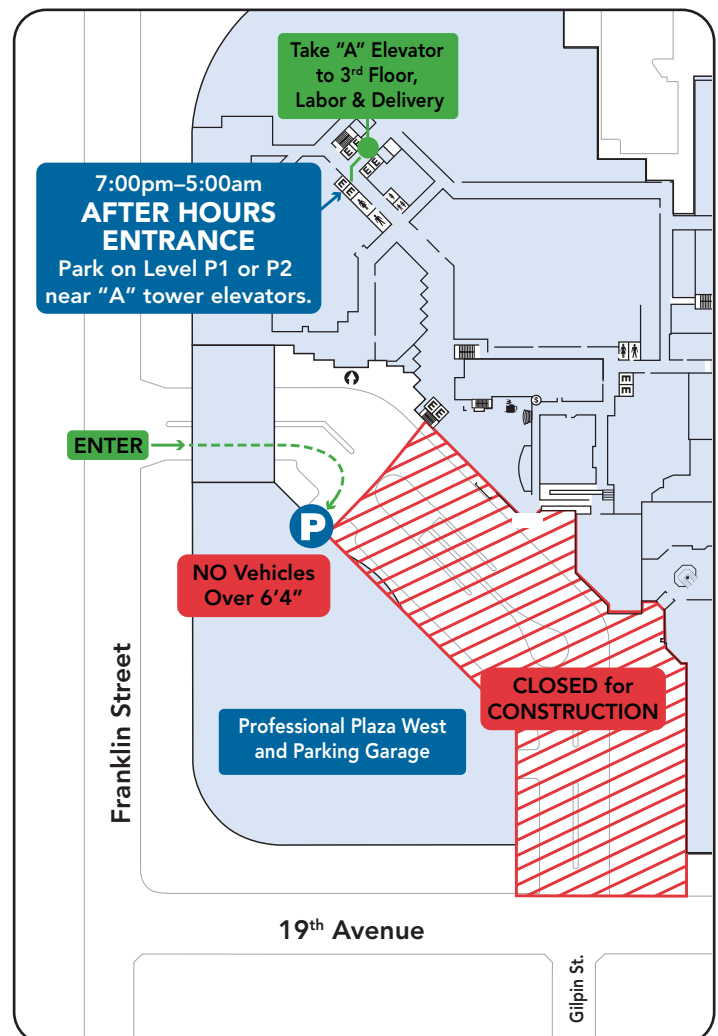 Take “A” Elevator
to 3rd Floor,
Labor & Delivery
7:00pm–5:00am
AFTER HOURS
ENTRANCE
Park on Level P1 or P2
near “A” tower elevators.
E
E
E
E
E
E
E
E
E
E
L
S
ENTER
P
NO Vehicles
Over 6’4”
CLOSED for
CONSTRUCTION
Professional Plaza West
and Parking Garage
Franklin Street
19th Avenue
Gilpin St.